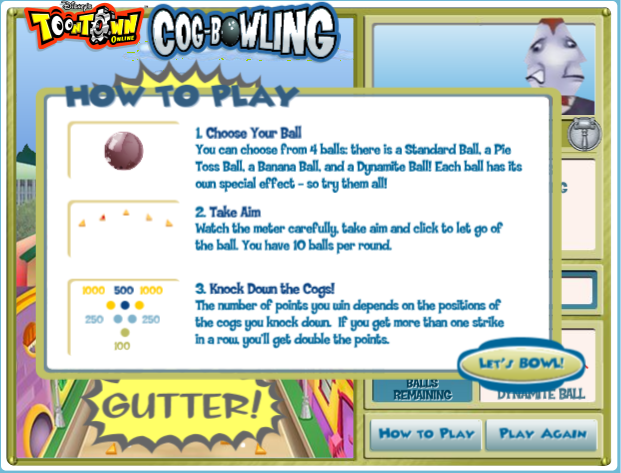 Disney's
TOONTOWN
ONLINE
COG-BOWLING
HOW TO PLAY
1. Choose Your Ball
You can choose from 4 balls: there is a Standard Ball, a Pie
Toss Ball, a Banana Ball, and a Dynamite Ball! Each ball has its
own special effect - so try them all!
2. Take Aim
Watch the meter carefully, take aim and click to let go of
the ball. You have 10 balls per round.
3. Knock Down the Cogs!
1000 500 1000
250 250
100
The number of points you win depends on the positions of
the cogs you knock down. If you get more than one strike
in a row, you'll get double the points.
LET'S BOWL!
GUTTER!
BALLS
REMAINING
DYNAMITE BALL
HOW TO PLAY
PLAY AGAIN